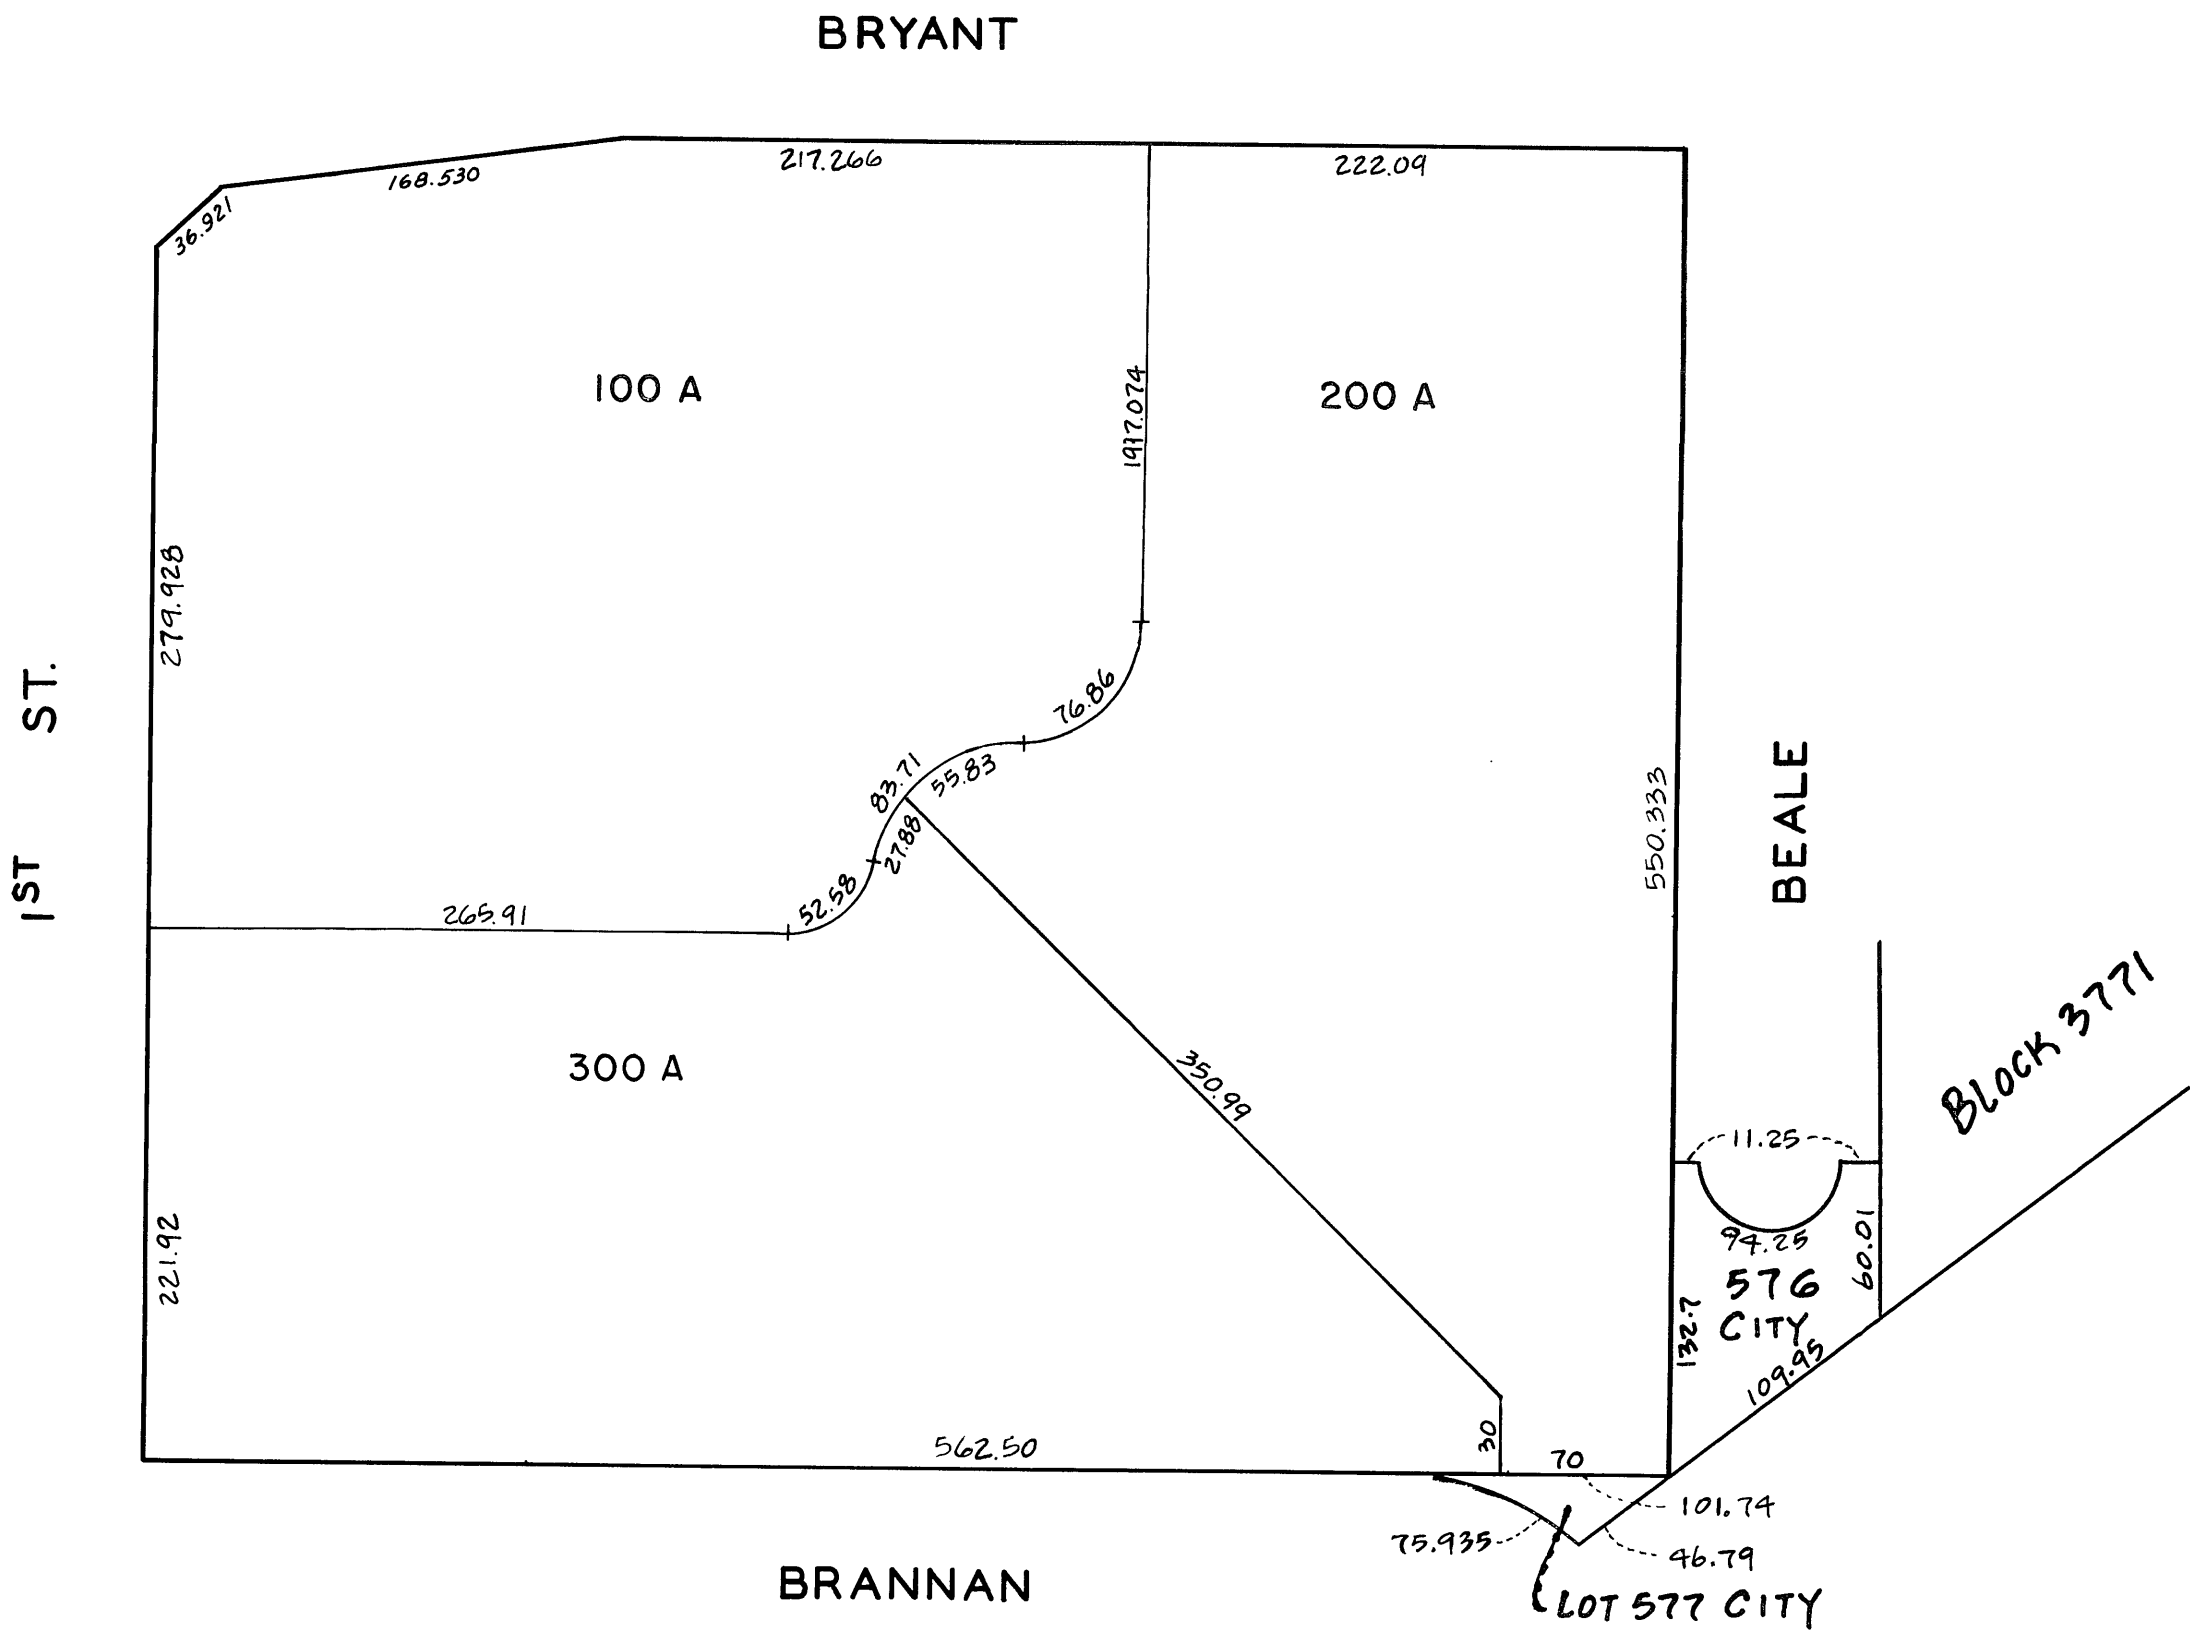 BRYANT
217.266
222.09
168.530
36.921
100 A
200 A
197.074
279.928
1ST ST.
76.86
83.71
55.83
27.88
52.58
265.91
550.333
BEALE
BLOCK 3771
300 A
350.99
11.25
94.25
60.01
576
CITY
132.7
109.95
221.92
562.50
30
70
101.74
75.935
46.79
BRANNAN
LOT 577 CITY